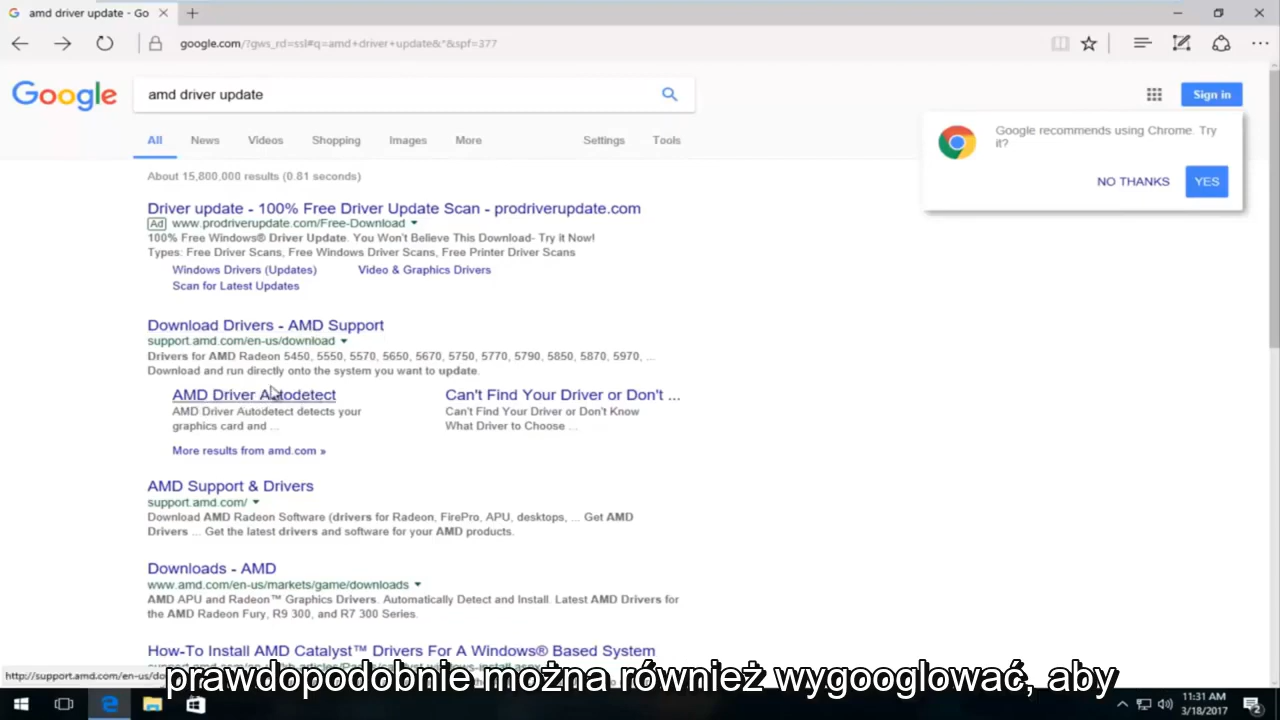 amd driver update - Go
google.com/?gws_rd=ssl#q=amd+driver+update&*&spf=377
Google
amd driver update
Sign in
All News Videos Shopping Images More Settings Tools
Google recommends using Chrome. Try
it?
NO THANKS YES
About 15,800,000 results (0.81 seconds)
Driver update - 100% Free Driver Update Scan - prodriverupdate.com
Ad www.prodriverupdate.com/Free-Download
100% Free Windows® Driver Update. You Won't Believe This Download- Try it Now!
Types: Free Driver Scans, Free Windows Driver Scans, Free Printer Driver Scans
Windows Drivers (Updates) Video & Graphics Drivers
Scan for Latest Updates
Download Drivers - AMD Support
support.amd.com/en-us/download
Drivers for AMD Radeon 5450, 5550, 5570, 5650, 5670, 5750, 5770, 5790, 5850, 5870, 5970, ...
Download and run directly onto the system you want to update.
AMD Driver Autodetect Can't Find Your Driver or Don't ...
AMD Driver Autodetect detects your Can't Find Your Driver or Don't Know
graphics card and ... What Driver to Choose ...
More results from amd.com »
AMD Support & Drivers
support.amd.com/
Download AMD Radeon Software (drivers for Radeon, FirePro, APU, desktops, ... Get AMD
Drivers ... Get the latest drivers and software for your AMD products.
Downloads - AMD
www.amd.com/en-us/markets/game/downloads
AMD APU and Radeon™ Graphics Drivers. Automatically Detect and Install. Latest AMD Drivers for
the AMD Radeon Fury, R9 300, and R7 300 Series.
How-To Install AMD Catalyst™ Drivers For A Windows® Based System
http://support.amd.com/en-us/do
prawdopodobnie można również wygooglować, aby
11:31 AM
3/18/2017
2